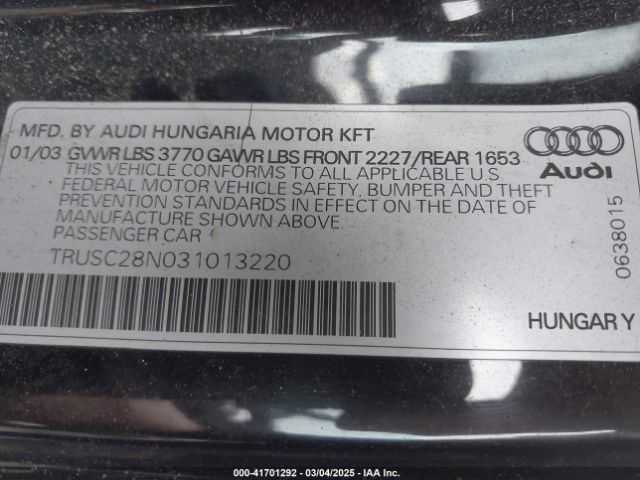 MFD. BY AUDI HUNGARIA MOTOR KFT
01/03 GVWR LBS 3770 GAWR LBS FRONT 2227/REAR 1653
THIS VEHICLE CONFORMS TO ALL APPLICABLE U.S
FEDERAL MOTOR VEHICLE SAFETY, BUMPER AND THEFT
PREVENTION STANDARDS IN EFFECT ON THE DATE OF
MANUFACTURE SHOWN ABOVE.
PASSENGER CAR
TRUSC28N031013220
Audi
0638015
HUNGARY
000-41701292 — 03/04/2025 — IAA Inc.